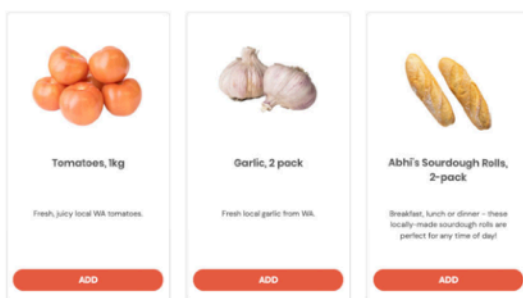 Tomatoes, 1kg
Fresh, juicy local WA tomatoes.
ADD
Garlic, 2 pack
Fresh local garlic from WA.
ADD
Abhi's Sourdough Rolls,
2-pack
Breakfast, lunch or dinner - these
locally-made sourdough rolls are
perfect for any time of day!
ADD